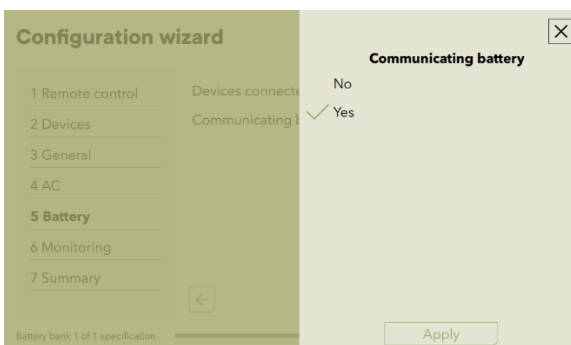 Configuration wizard
1 Remote control
2 Devices
3 General
4 AC
5 Battery
6 Monitoring
7 Summary
Devices
Communicating
Battery bank 1 of 1 specification
Communicating battery
No
Yes
Apply